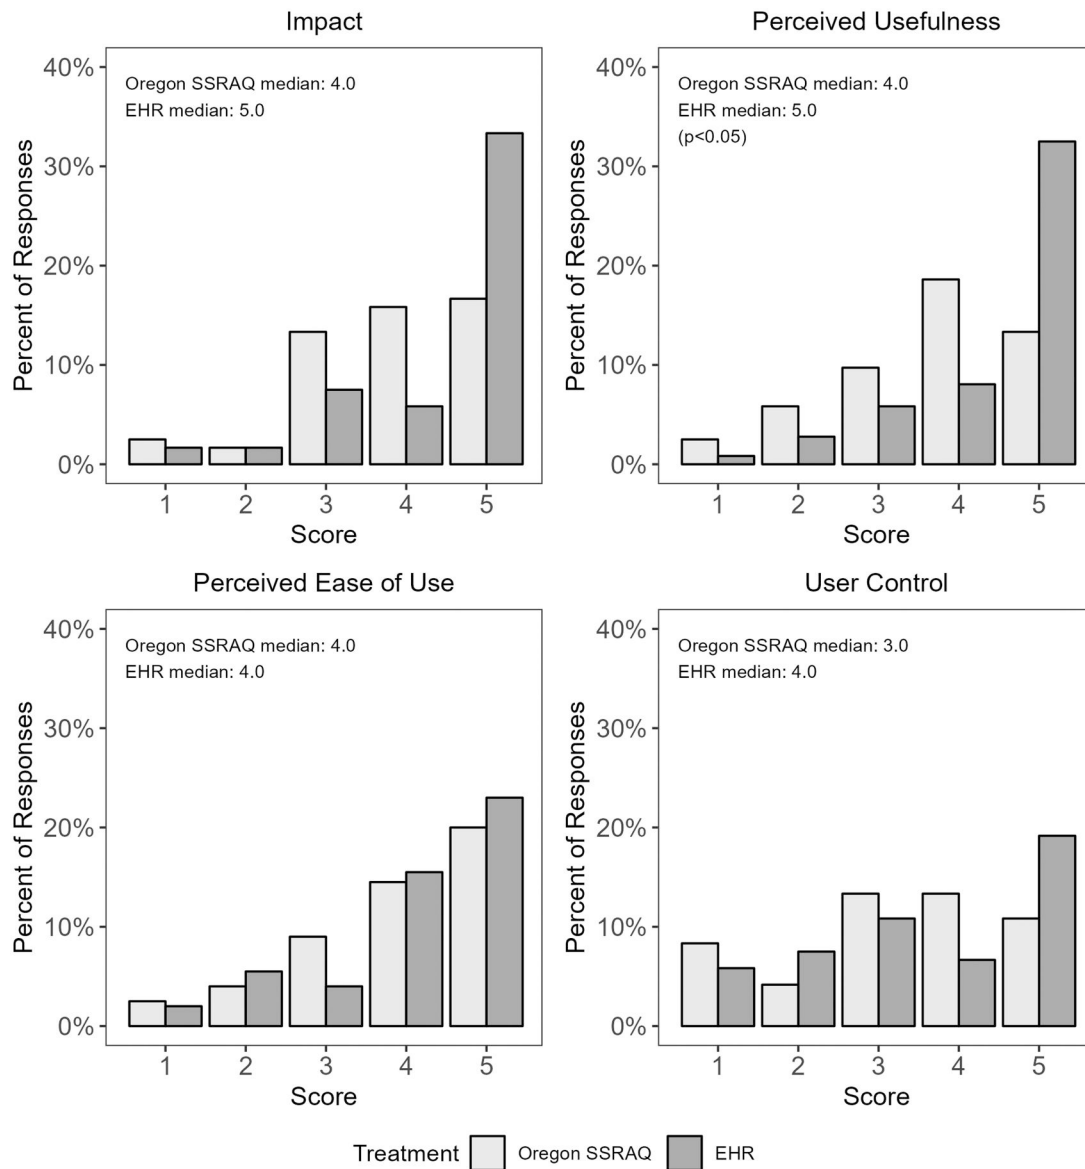 Impact
Oregon SSRAQ median: 4.0
EHR median: 5.0
Percent of Responses
40%
30%
20%
10%
0%
1 2 3 4 5
Score
Perceived Usefulness
Oregon SSRAQ median: 4.0
EHR median: 5.0
(p<0.05)
Percent of Responses
40%
30%
20%
10%
0%
1 2 3 4 5
Score
Perceived Ease of Use
Oregon SSRAQ median: 4.0
EHR median: 4.0
Percent of Responses
40%
30%
20%
10%
0%
1 2 3 4 5
Score
User Control
Oregon SSRAQ median: 3.0
EHR median: 4.0
Percent of Responses
40%
30%
20%
10%
0%
1 2 3 4 5
Score
Treatment Oregon SSRAQ EHR